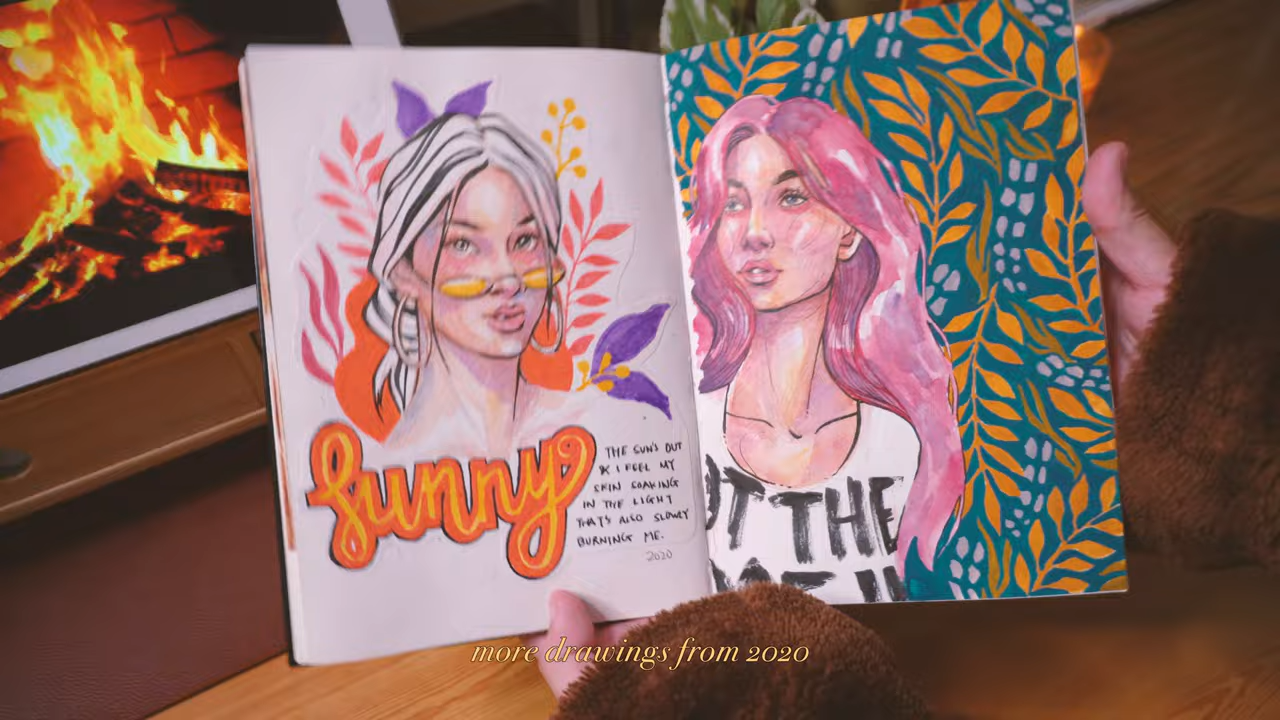 Sunny
THE SUN'S OUT
& I FEEL MY
SKIN SOAKING
IN THE LIGHT
THAT'S ALSO SLOWLY
BURNING ME.
2020
THE
more drawings from 2020